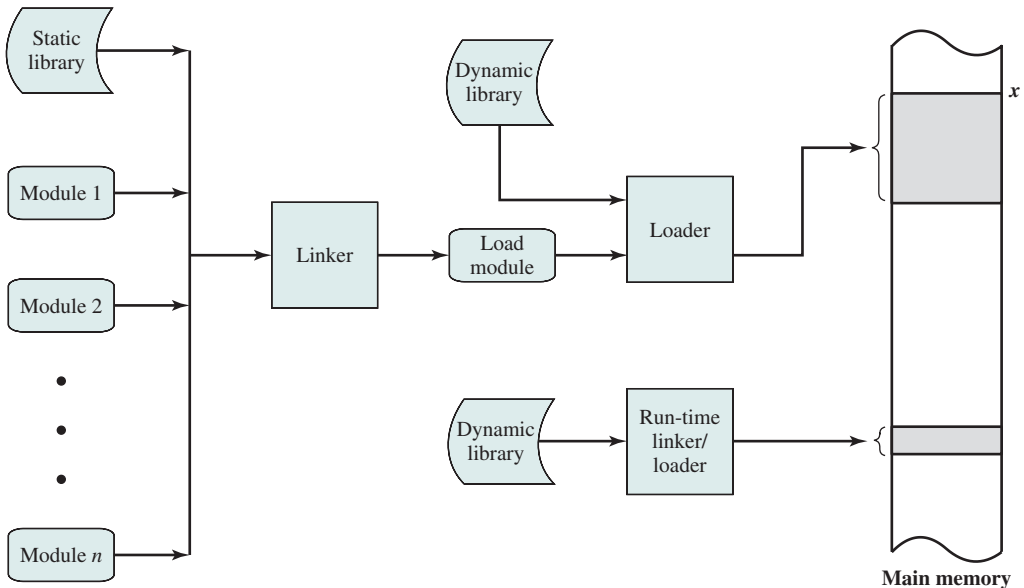 Static
library
Module 1
Module 2
Module n
Linker
Dynamic
library
Load
module
Loader
Dynamic
library
Run-time
linker/
loader
x
Main memory